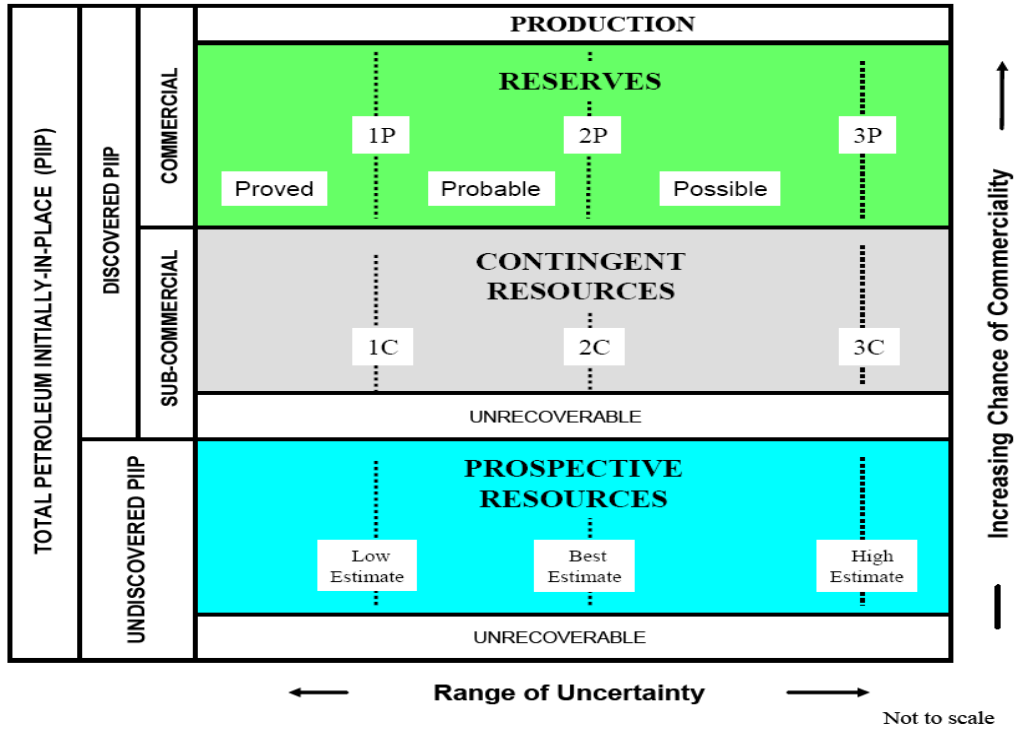 TOTAL PETROLEUM INITIALLY-IN-PLACE (PIIP)
DISCOVERED PIIP
UNDISCOVERED PIIP
COMMERCIAL
SUB-COMMERCIAL
PRODUCTION
RESERVES
1P
2P
3P
Proved
Probable
Possible
CONTINGENT
RESOURCES
1C
2C
3C
UNRECOVERABLE
PROSPECTIVE
RESOURCES
Low
Estimate
Best
Estimate
High
Estimate
UNRECOVERABLE
Increasing Chance of Commerciality
Range of Uncertainty
Not to scale